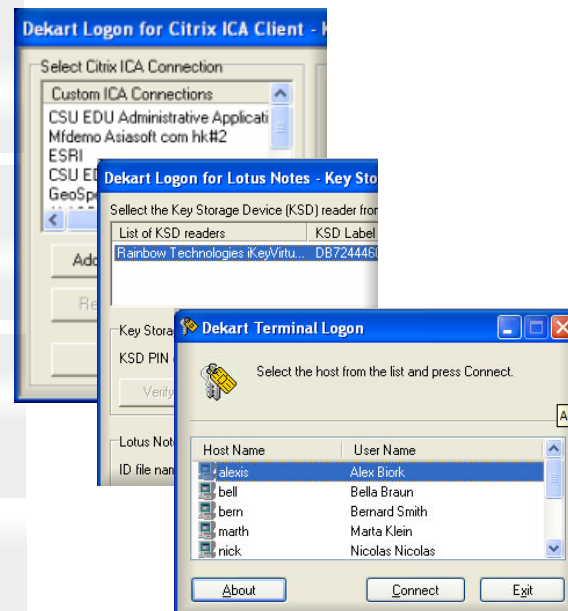 Dekart Logon for Citrix ICA Client -
Select Citrix ICA Connection
Custom ICA Connections
CSU EDU Administrative Applicati
Mfdemo Asiasoft com hk#2
ESRI
CSU E
GeoSp
Add
Re
Dekart Logon for Lotus Notes - Key Sto
Sellect the Key Storage Device (KSD) reader fror
List of KSD readers KSD Label
Rainbow Technologies iKeyVirtu... DB724446
Key Stora
KSD PIN
Verify
Lotus Not
ID file nam
Dekart Terminal Logon
Select the host from the list and press Connect.
A
Host Name User Name
alexis Alex Biork
bell Bella Braun
bern Bernard Smith
marth Marta Klein
nick Nicolas Nicolas
About Connect Exit